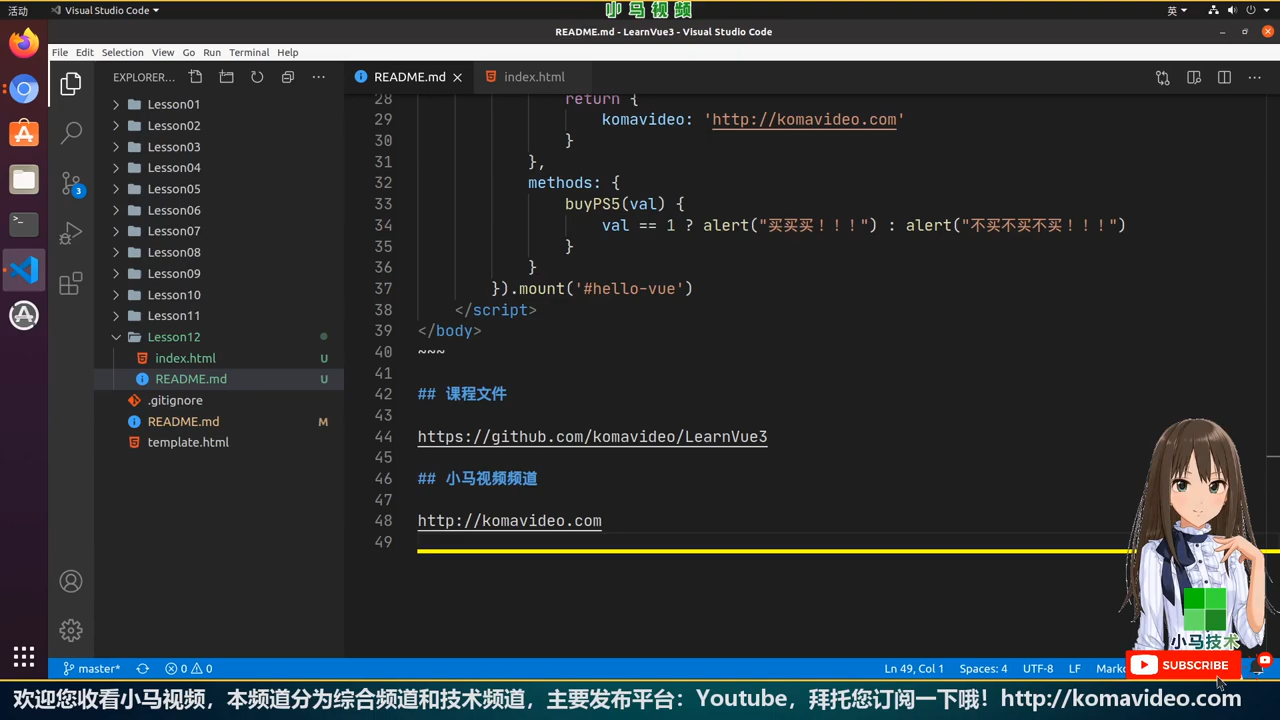 活动
Visual Studio Code
小马视频
英
README.md - LearnVue3 - Visual Studio Code
File Edit Selection View Go Run Terminal Help
EXPLORER...
README.md
index.html
Lesson01
Lesson02
Lesson03
Lesson04
Lesson05
Lesson06
Lesson07
Lesson08
Lesson09
Lesson10
Lesson11
Lesson12
index.html U
README.md U
.gitignore
README.md M
template.html
3
28 return {
29 komavideo: 'http://komavideo.com'
30 }
31 },
32 methods: {
33 buyPS5(val) {
34 val == 1 ? alert("买买买！！！") : alert("不买不买不买！！！")
35 }
36 }
37 }).mount('#hello-vue')
38 </script>
39 </body>
40 ~~~
41
42 ## 课程文件
43
44 https://github.com/komavideo/LearnVue3
45
46 ## 小马视频频道
47
48 http://komavideo.com
49
小马技术
SUBSCRIBE
master* 0 0
Ln 49, Col 1 Spaces: 4 UTF-8 LF
欢迎您收看小马视频，本频道分为综合频道和技术频道，主要发布平台：Youtube，拜托您订阅一下哦！http://komavideo.com